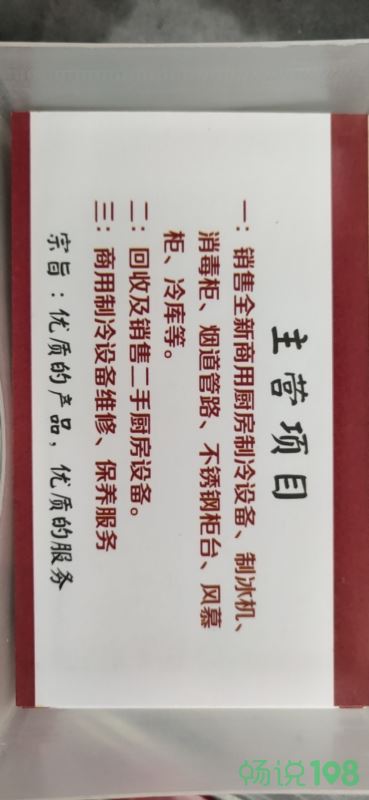 主营项目
一：销售全新商用厨房制冷设备、制冰机、
消毒柜、烟道管路、不锈钢柜台、风慕
柜、冷库等。
二：回收及销售二手厨房设备。
三：商用制冷设备维修、保养服务
宗旨：优质的产品，优质的服务
畅说108